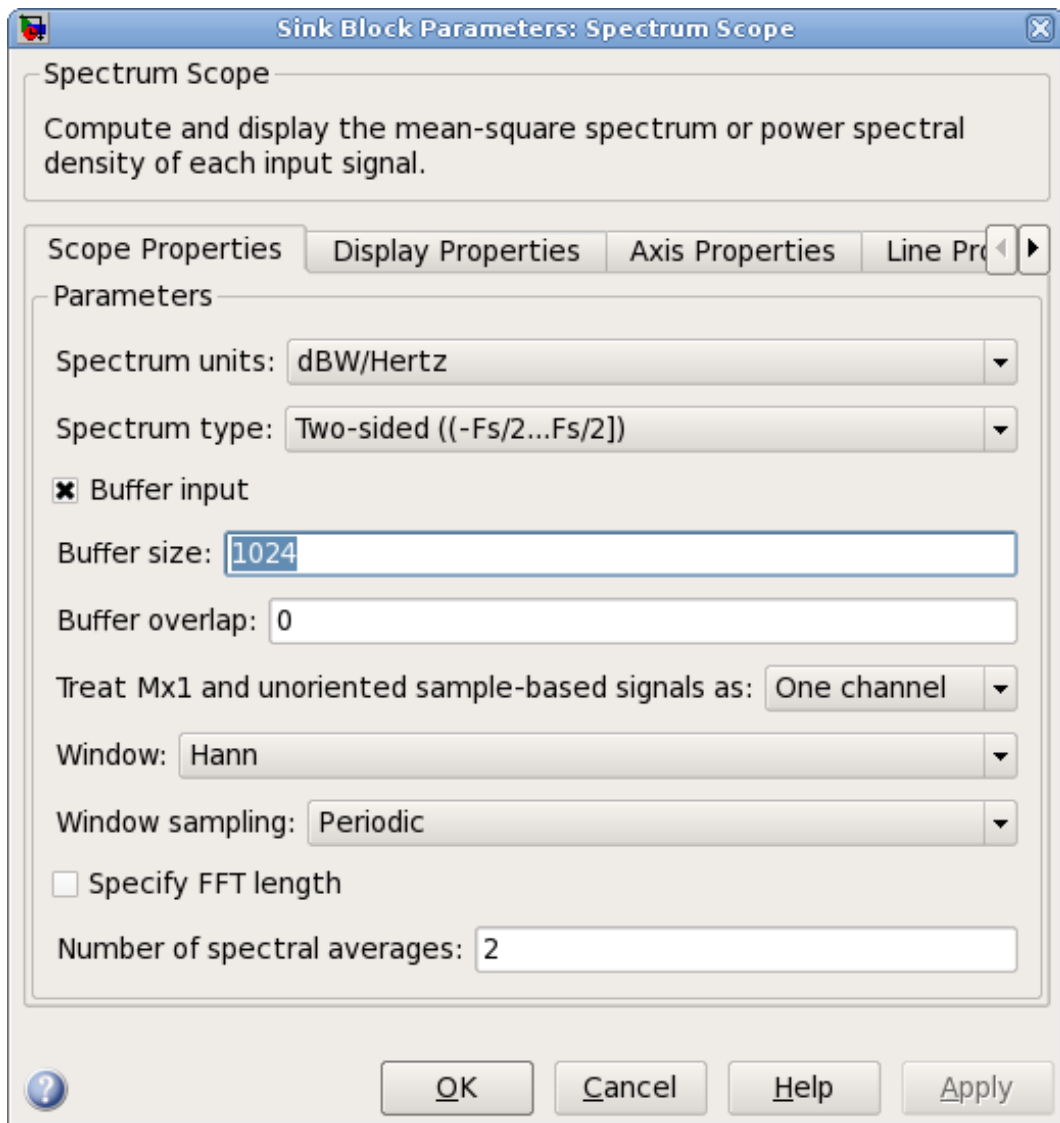 Sink Block Parameters: Spectrum Scope
Spectrum Scope
Compute and display the mean-square spectrum or power spectral
density of each input signal.
Scope Properties Display Properties Axis Properties Line Pro
Parameters
Spectrum units: dBW/Hertz
Spectrum type: Two-sided ((-Fs/2...Fs/2])
Buffer input
Buffer size: 1024
Buffer overlap: 0
Treat Mx1 and unoriented sample-based signals as: One channel
Window: Hann
Window sampling: Periodic
Specify FFT length
Number of spectral averages: 2
? OK Cancel Help Apply